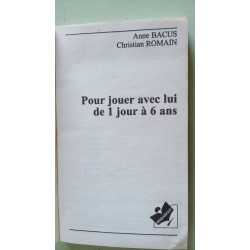 Anne BACUS
Christian ROMAIN
Pour jouer avec lui
de 1 jour à 6 ans